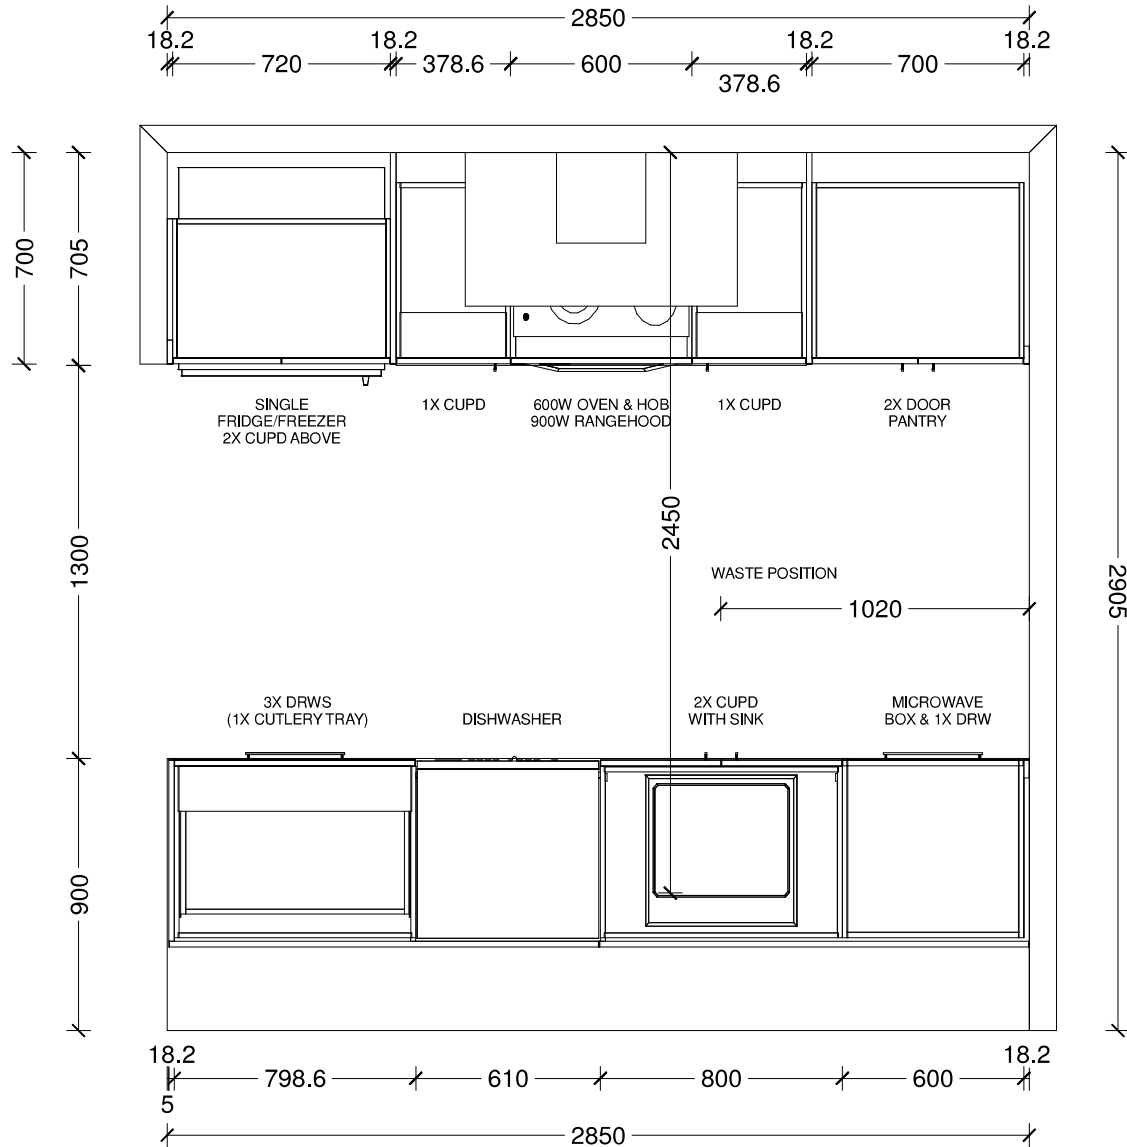 2850
18.2
18.2
18.2
18.2
720
378.6
600
378.6
700
700
705
SINGLE
FRIDGE/FREEZER
2X CUPD ABOVE
1X CUPD
600W OVEN & HOB
900W RANGEHOOD
1X CUPD
2X DOOR
PANTRY
2450
1300
WASTE POSITION
1020
2905
3X DRWS
(1X CUTLERY TRAY)
DISHWASHER
2X CUPD
WITH SINK
MICROWAVE
BOX & 1X DRW
900
18.2
18.2
798.6
610
800
600
5
2850